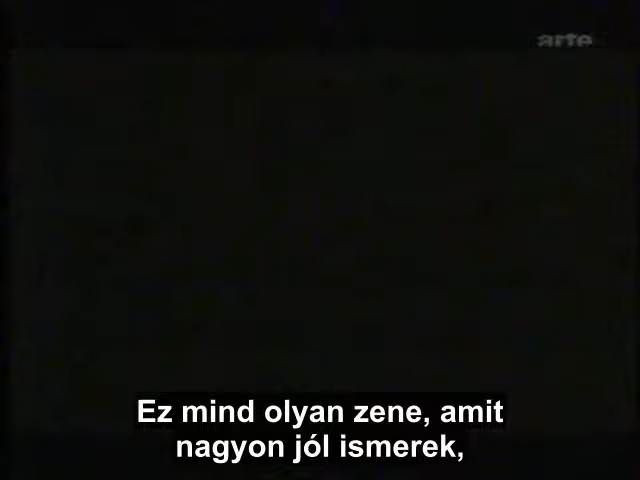 arte
Ez mind olyan zene, amit
nagyon jól ismerek,